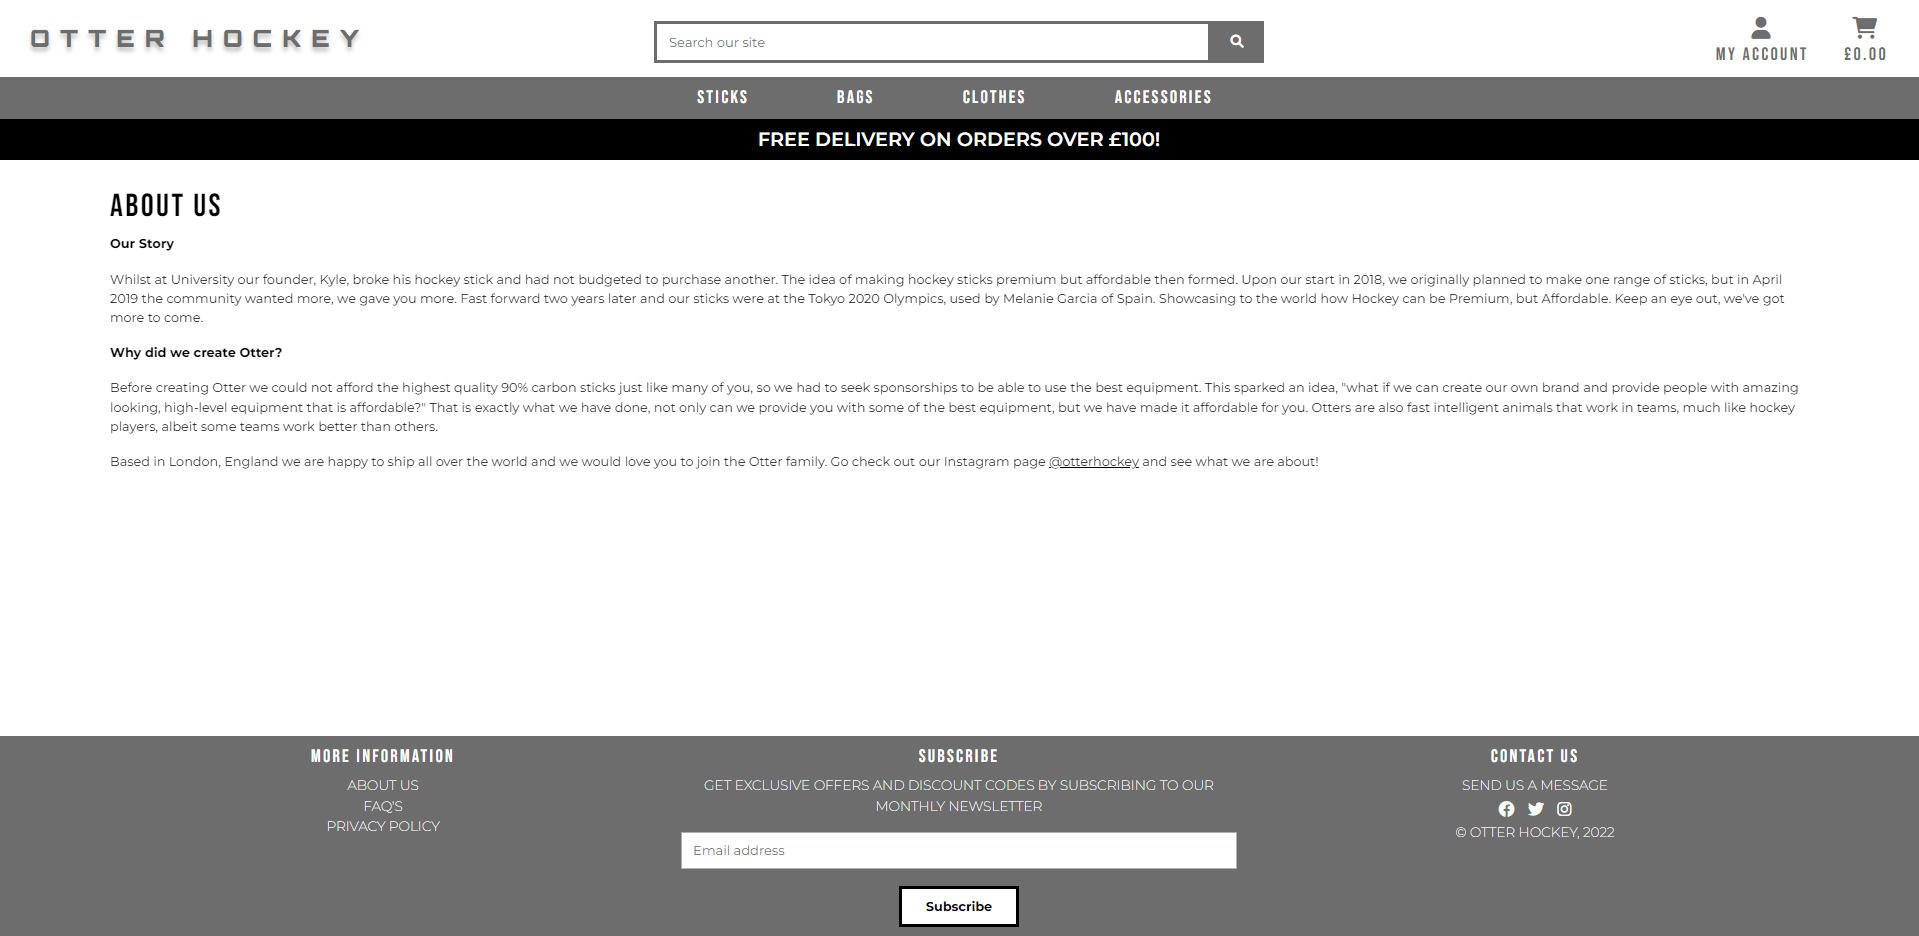 OTTER HOCKEY
Search our site
MY ACCOUNT
£0.00
STICKS BAGS CLOTHES ACCESSORIES
FREE DELIVERY ON ORDERS OVER £100!
ABOUT US
Our Story
Whilst at University our founder, Kyle, broke his hockey stick and had not budgeted to purchase another. The idea of making hockey sticks premium but affordable then formed. Upon our start in 2018, we originally planned to make one range of sticks, but in April
2019 the community wanted more, we gave you more. Fast forward two years later and our sticks were at the Tokyo 2020 Olympics, used by Melanie Garcia of Spain. Showcasing to the world how Hockey can be Premium, but Affordable. Keep an eye out, we've got
more to come.
Why did we create Otter?
Before creating Otter we could not afford the highest quality 90% carbon sticks just like many of you, so we had to seek sponsorships to be able to use the best equipment. This sparked an idea, "what if we can create our own brand and provide people with amazing
looking, high-level equipment that is affordable?" That is exactly what we have done, not only can we provide you with some of the best equipment, but we have made it affordable for you. Otters are also fast intelligent animals that work in teams, much like hockey
players, albeit some teams work better than others.
Based in London, England we are happy to ship all over the world and we would love you to join the Otter family. Go check out our Instagram page @otterhockey and see what we are about!
MORE INFORMATION
ABOUT US
FAQ'S
PRIVACY POLICY
SUBSCRIBE
GET EXCLUSIVE OFFERS AND DISCOUNT CODES BY SUBSCRIBING TO OUR
MONTHLY NEWSLETTER
Email address
Subscribe
CONTACT US
SEND US A MESSAGE
© OTTER HOCKEY, 2022